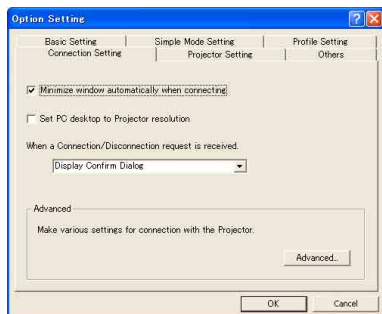 Option Setting
Basic Setting
Simple Mode Setting
Profile Setting
Connection Setting
Projector Setting
Others
Minimize window automatically when connecting
Set PC desktop to Projector resolution
When a Connection/Disconnection request is received.
Display Confirm Dialog
Advanced
Make various settings for connection with the Projector.
Advanced...
OK
Cancel